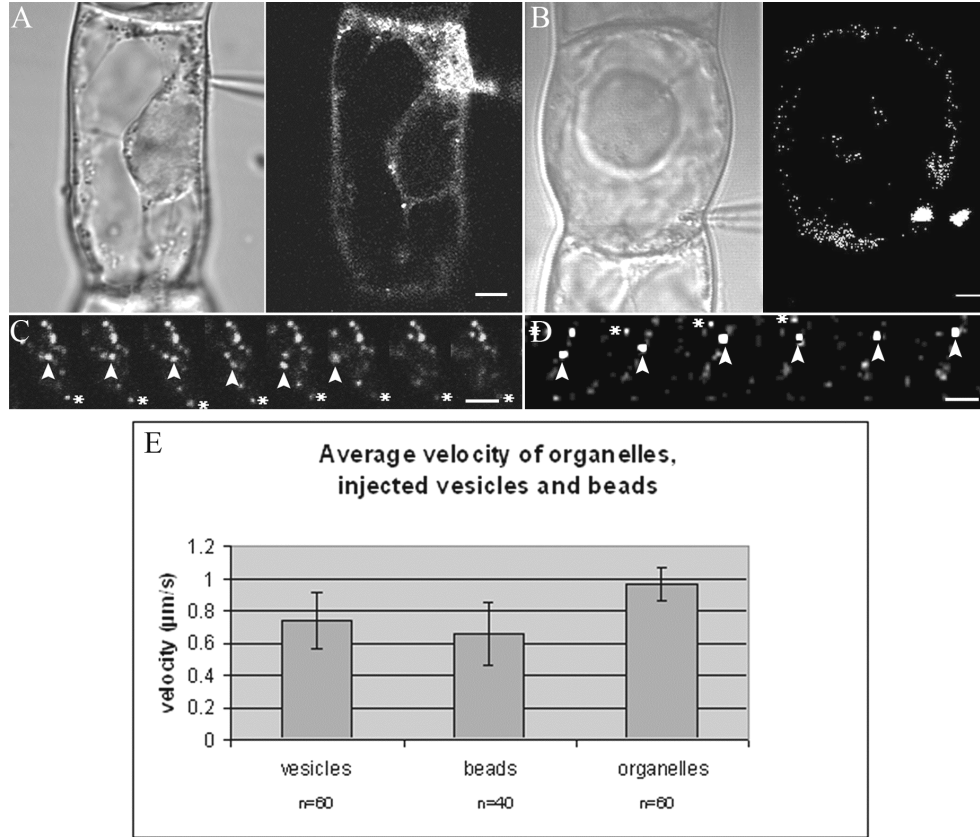 A
B
C
*
*
*
*
*
*
*
*
D
*
*
*
*
E
Average velocity of organelles,
injected vesicles and beads
velocity (µm/s)
1.2
1
0.8
0.6
0.4
0.2
0
vesicles
beads
organelles
n=60
n=40
n=60